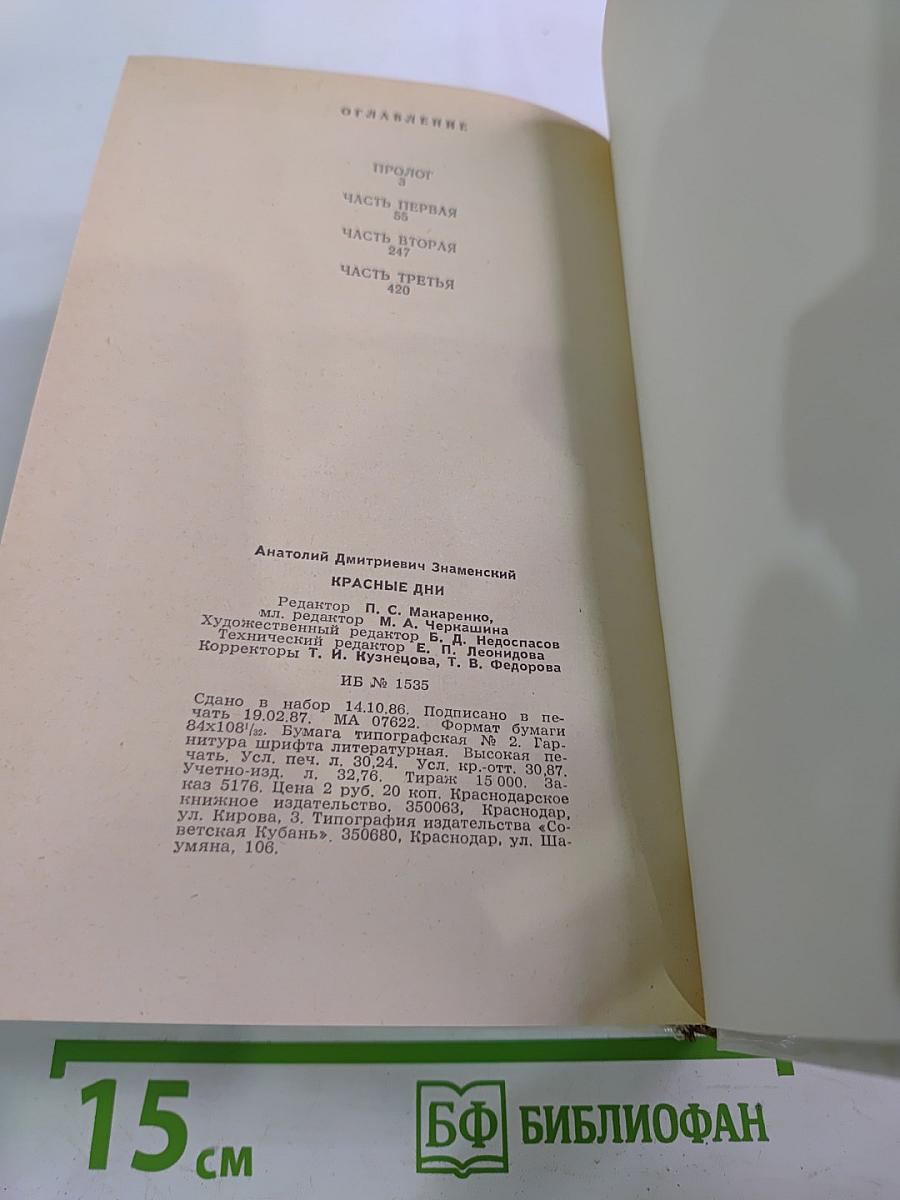 ОГЛАВЛЕНИЕ
ПРОЛОГ
3
ЧАСТЬ ПЕРВАЯ
55
ЧАСТЬ ВТОРАЯ
247
ЧАСТЬ ТРЕТЬЯ
420
Анатолий Дмитриевич Знаменский
КРАСНЫЕ ДНИ
Редактор П. С. Макаренко,
мл. редактор М. А. Черкашина
Художественный редактор Б. Д. Недоспасов
Технический редактор Е. П. Леонидова
Корректоры Т. И. Кузнецова, Т. В. Федорова
ИБ № 1535
Сдано в набор 14.10.86. Подписано в пе-
чать 19.02.87. МА 07622. Формат бумаги
84х108¹/₃₂. Бумага типографская № 2. Гар-
нитура шрифта литературная. Высокая пе-
чать. Усл. печ. л. 30,24. Усл. кр.-отт. 30,87.
Учетно-изд. л. 32,76. Тираж 15 000. За-
каз 5176. Цена 2 руб. 20 коп. Краснодарское
книжное издательство. 350063, Краснодар,
ул. Кирова, 3. Типография издательства «Со-
ветская Кубань». 350680, Краснодар, ул. Ша-
умяна, 106.
15 см
БФ БИБЛИОФАН